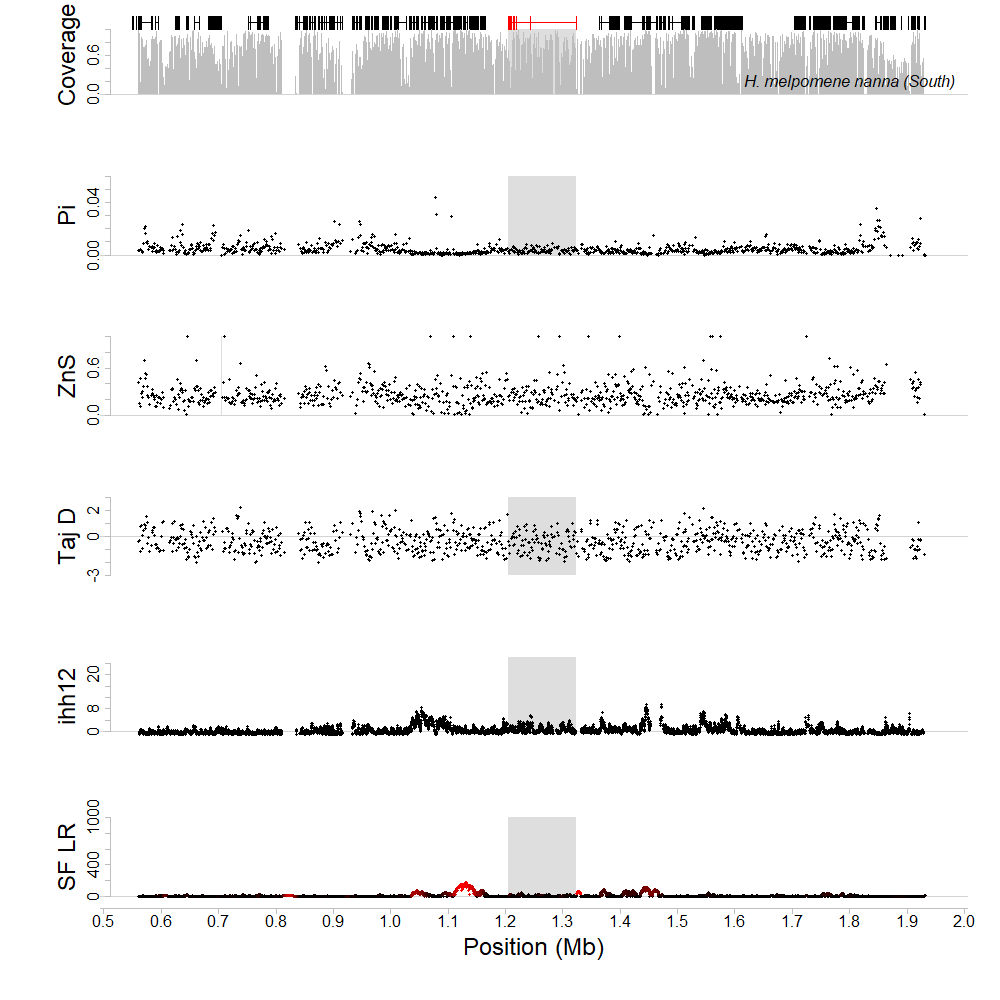 Coverage
0.0 0.6
H. melpomene nanna (South)
Pi
0.00 0.04
ZnS
0.0 0.6
Taj D
-3 0 2
ihh12
0 8 20
SF LR
0 400 1000
0.5 0.6 0.7 0.8 0.9 1.0 1.1 1.2 1.3 1.4 1.5 1.6 1.7 1.8 1.9 2.0
Position (Mb)